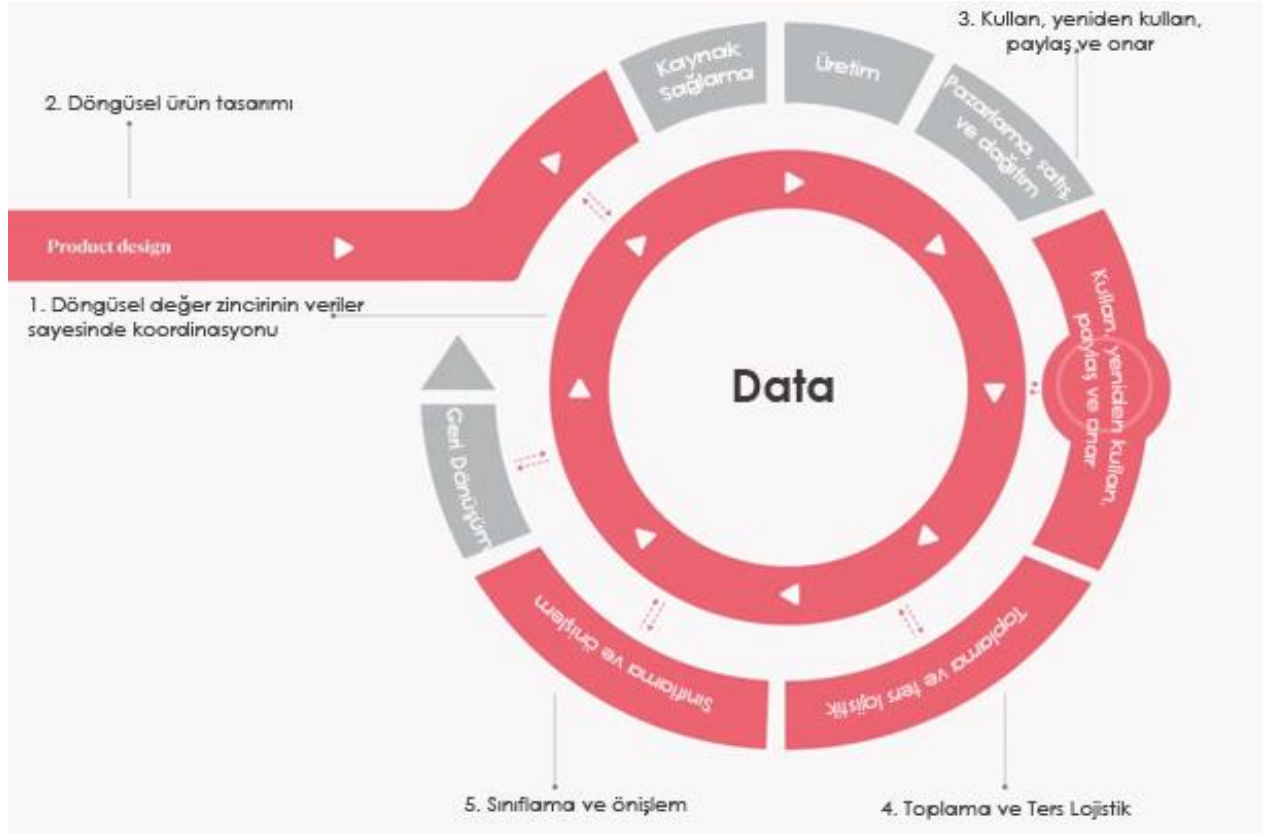 3. Kullan, yeniden kullan,
paylaş ve onar
2. Döngüsel ürün tasarımı
Kaynak
sağlama
Üretim
Pazarlama, satış,
ve dağıtım
Product design
1. Döngüsel değer zincirinin veriler
sayesinde koordinasyonu
Data
Kullan, yeniden kullan,
paylaş ve onar
Geri Dönüşüm
Sınıflama ve önişlem
Toplama ve ters lojistik
5. Sınıflama ve önişlem
4. Toplama ve Ters Lojistik